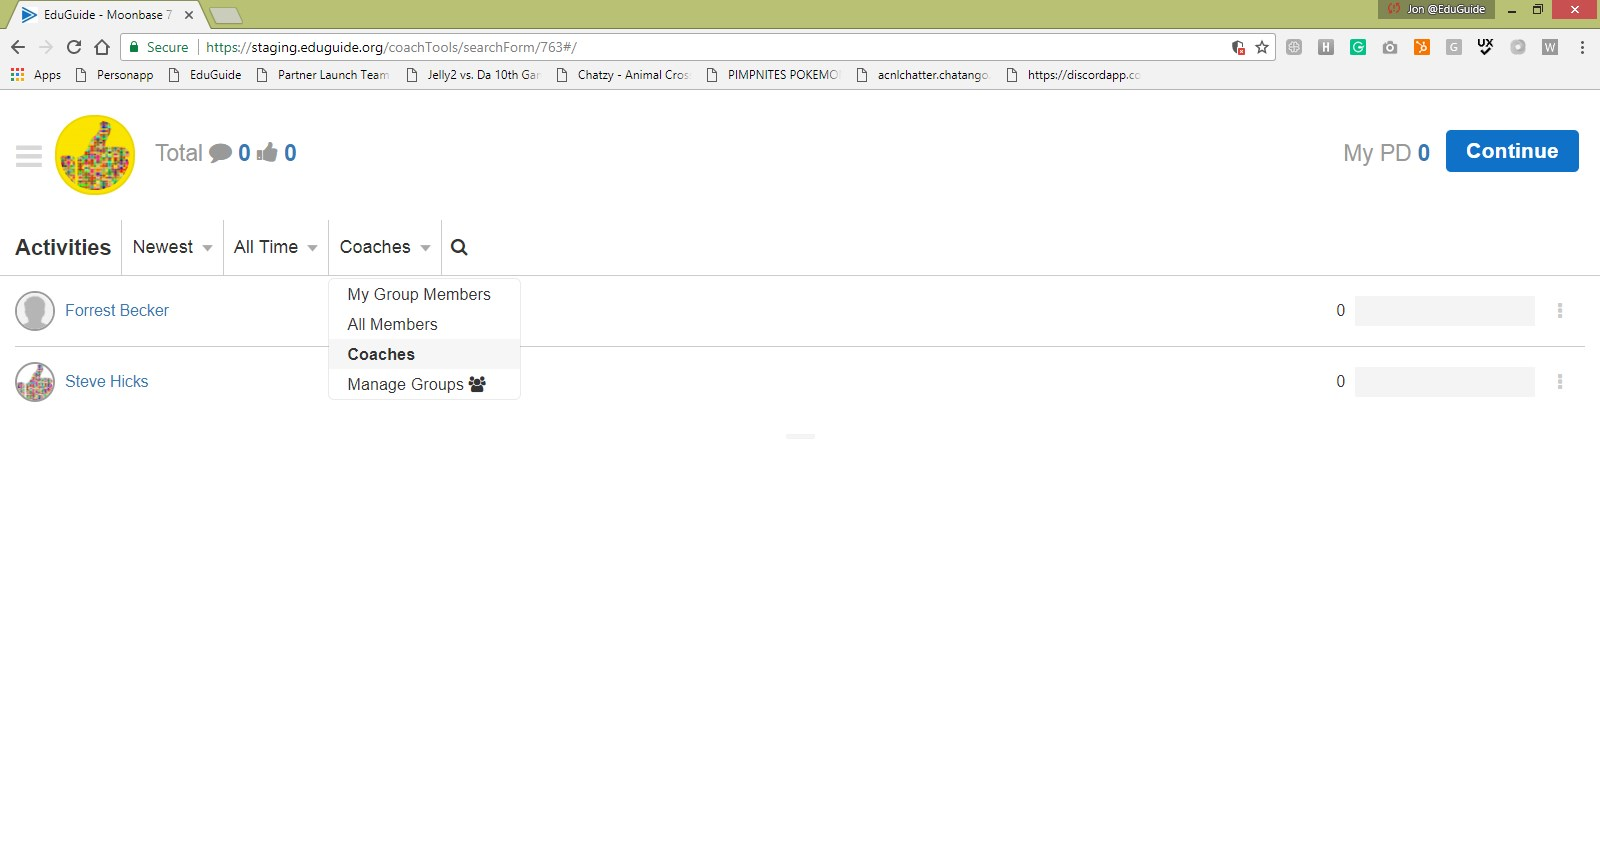 EduGuide - Moonbase 7
Jon @EduGuide
Secure https://staging.eduguide.org/coachTools/searchForm/763#/
H G G UX W
Apps Personapp EduGuide Partner Launch Team Jelly2 vs. Da 10th Gar Chatzy - Animal Cros PIMPNITES POKEMO acnlchatter.chatango. https://discordapp.co
Total 0 0
My PD 0 Continue
Activities Newest All Time Coaches
My Group Members
Forrest Becker 0
All Members
Coaches
Steve Hicks 0
Manage Groups